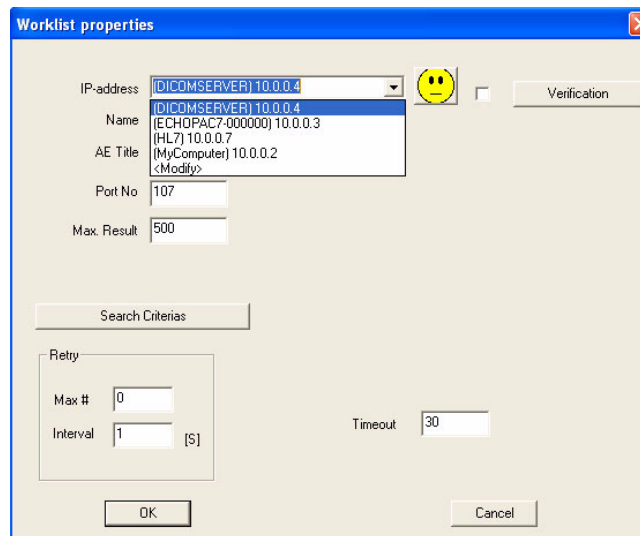 Worklist properties
IP-address
(DICOMSERVER) 10.0.0.4
Verification
(DICOMSERVER) 10.0.0.4
Name
(ECHOPAC7-000000) 10.0.0.3
(HL7) 10.0.0.7
AE Title
(MyComputer) 10.0.0.2
<Modify>
Port No
107
Max. Result
500
Search Criterias
Retry
Max #
0
Interval
1
[S]
Timeout
30
OK
Cancel